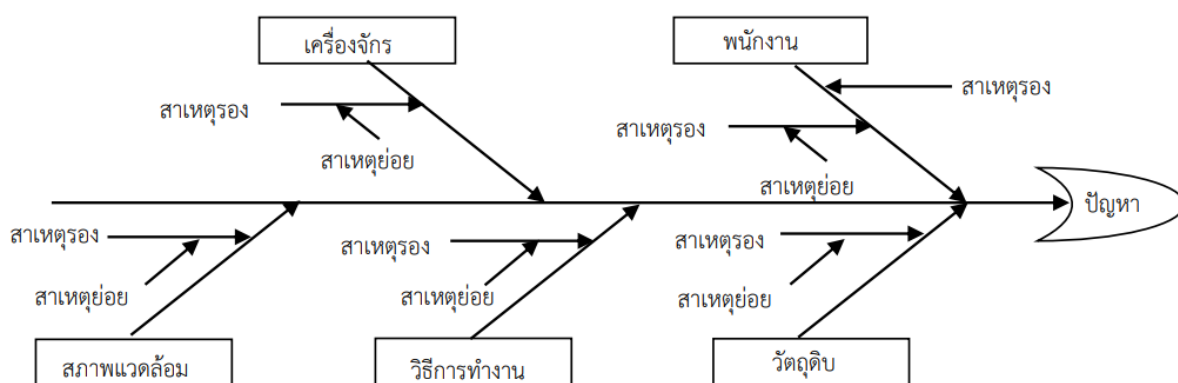 เครื่องจักร
พนักงาน
สาเหตุรอง
สาเหตุรอง
สาเหตุรอง
สาเหตุย่อย
สาเหตุย่อย
ปัญหา
สาเหตุรอง
สาเหตุรอง
สาเหตุรอง
สาเหตุย่อย
สาเหตุย่อย
สาเหตุย่อย
สภาพแวดล้อม
วิธีการทำงาน
วัตถุดิบ